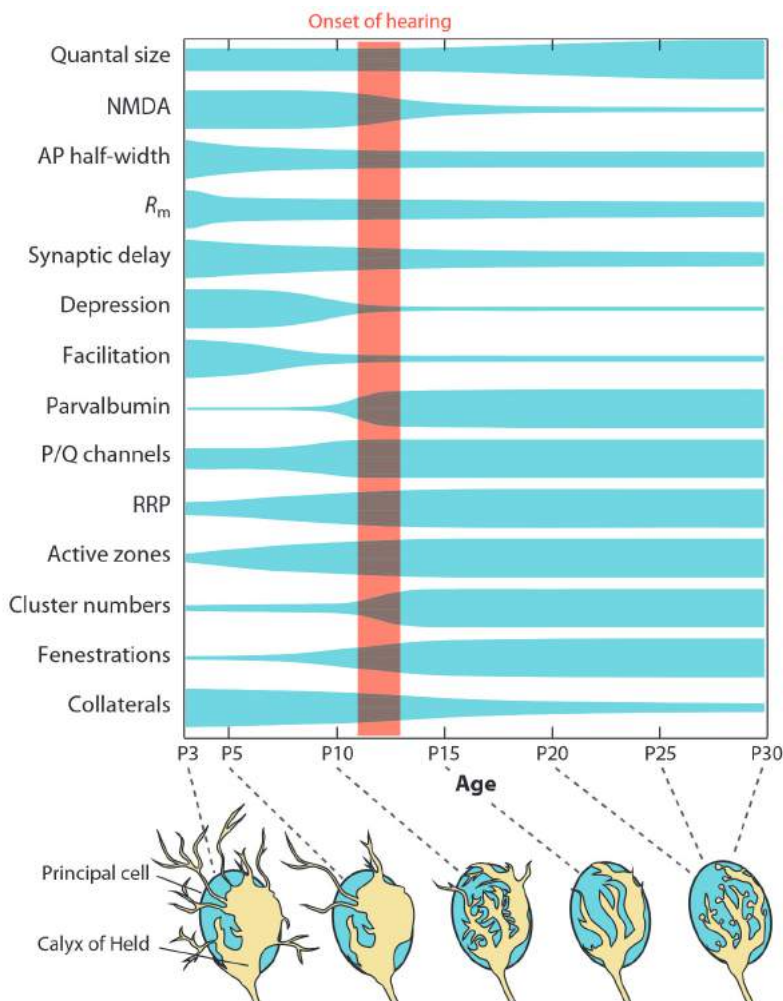 Onset of hearing
Quantal size
NMDA
AP half-width
Rm
Synaptic delay
Depression
Facilitation
Parvalbumin
P/Q channels
RRP
Active zones
Cluster numbers
Fenestrations
Collaterals
P3 P5 P10 P15 P20 P25 P30
Age
Principal cell
Calyx of Held